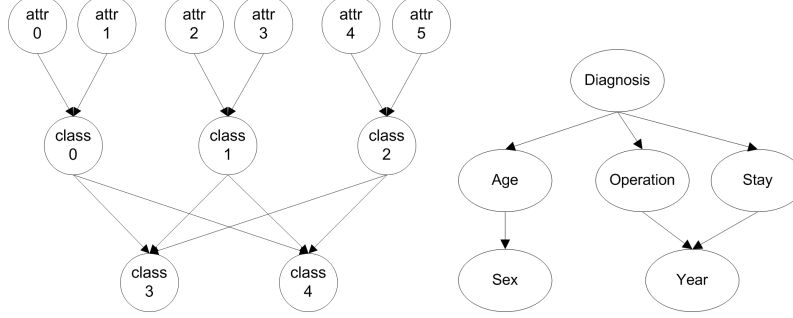 attr
0
attr
1
attr
2
attr
3
attr
4
attr
5
class
0
class
1
class
2
class
3
class
4
Diagnosis
Age
Operation
Stay
Sex
Year